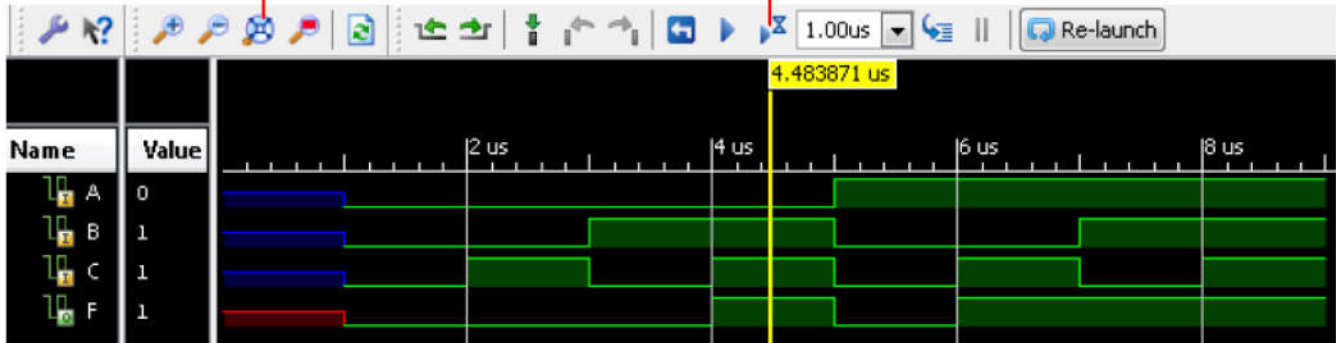 1.00us Re-launch
4.483871 us
Name Value 2 us 4 us 6 us 8 us
A 0
B 1
C 1
F 1